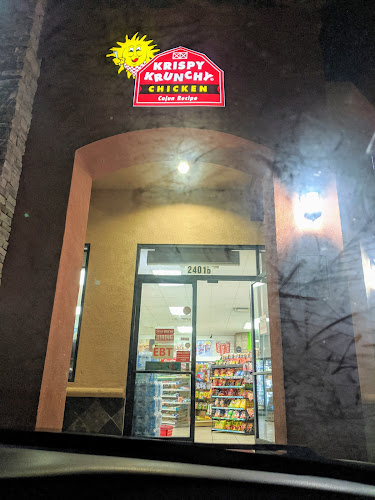 KRISPY
KRUNCHY
CHICKEN
Cajun Recipe
2401b
EBT